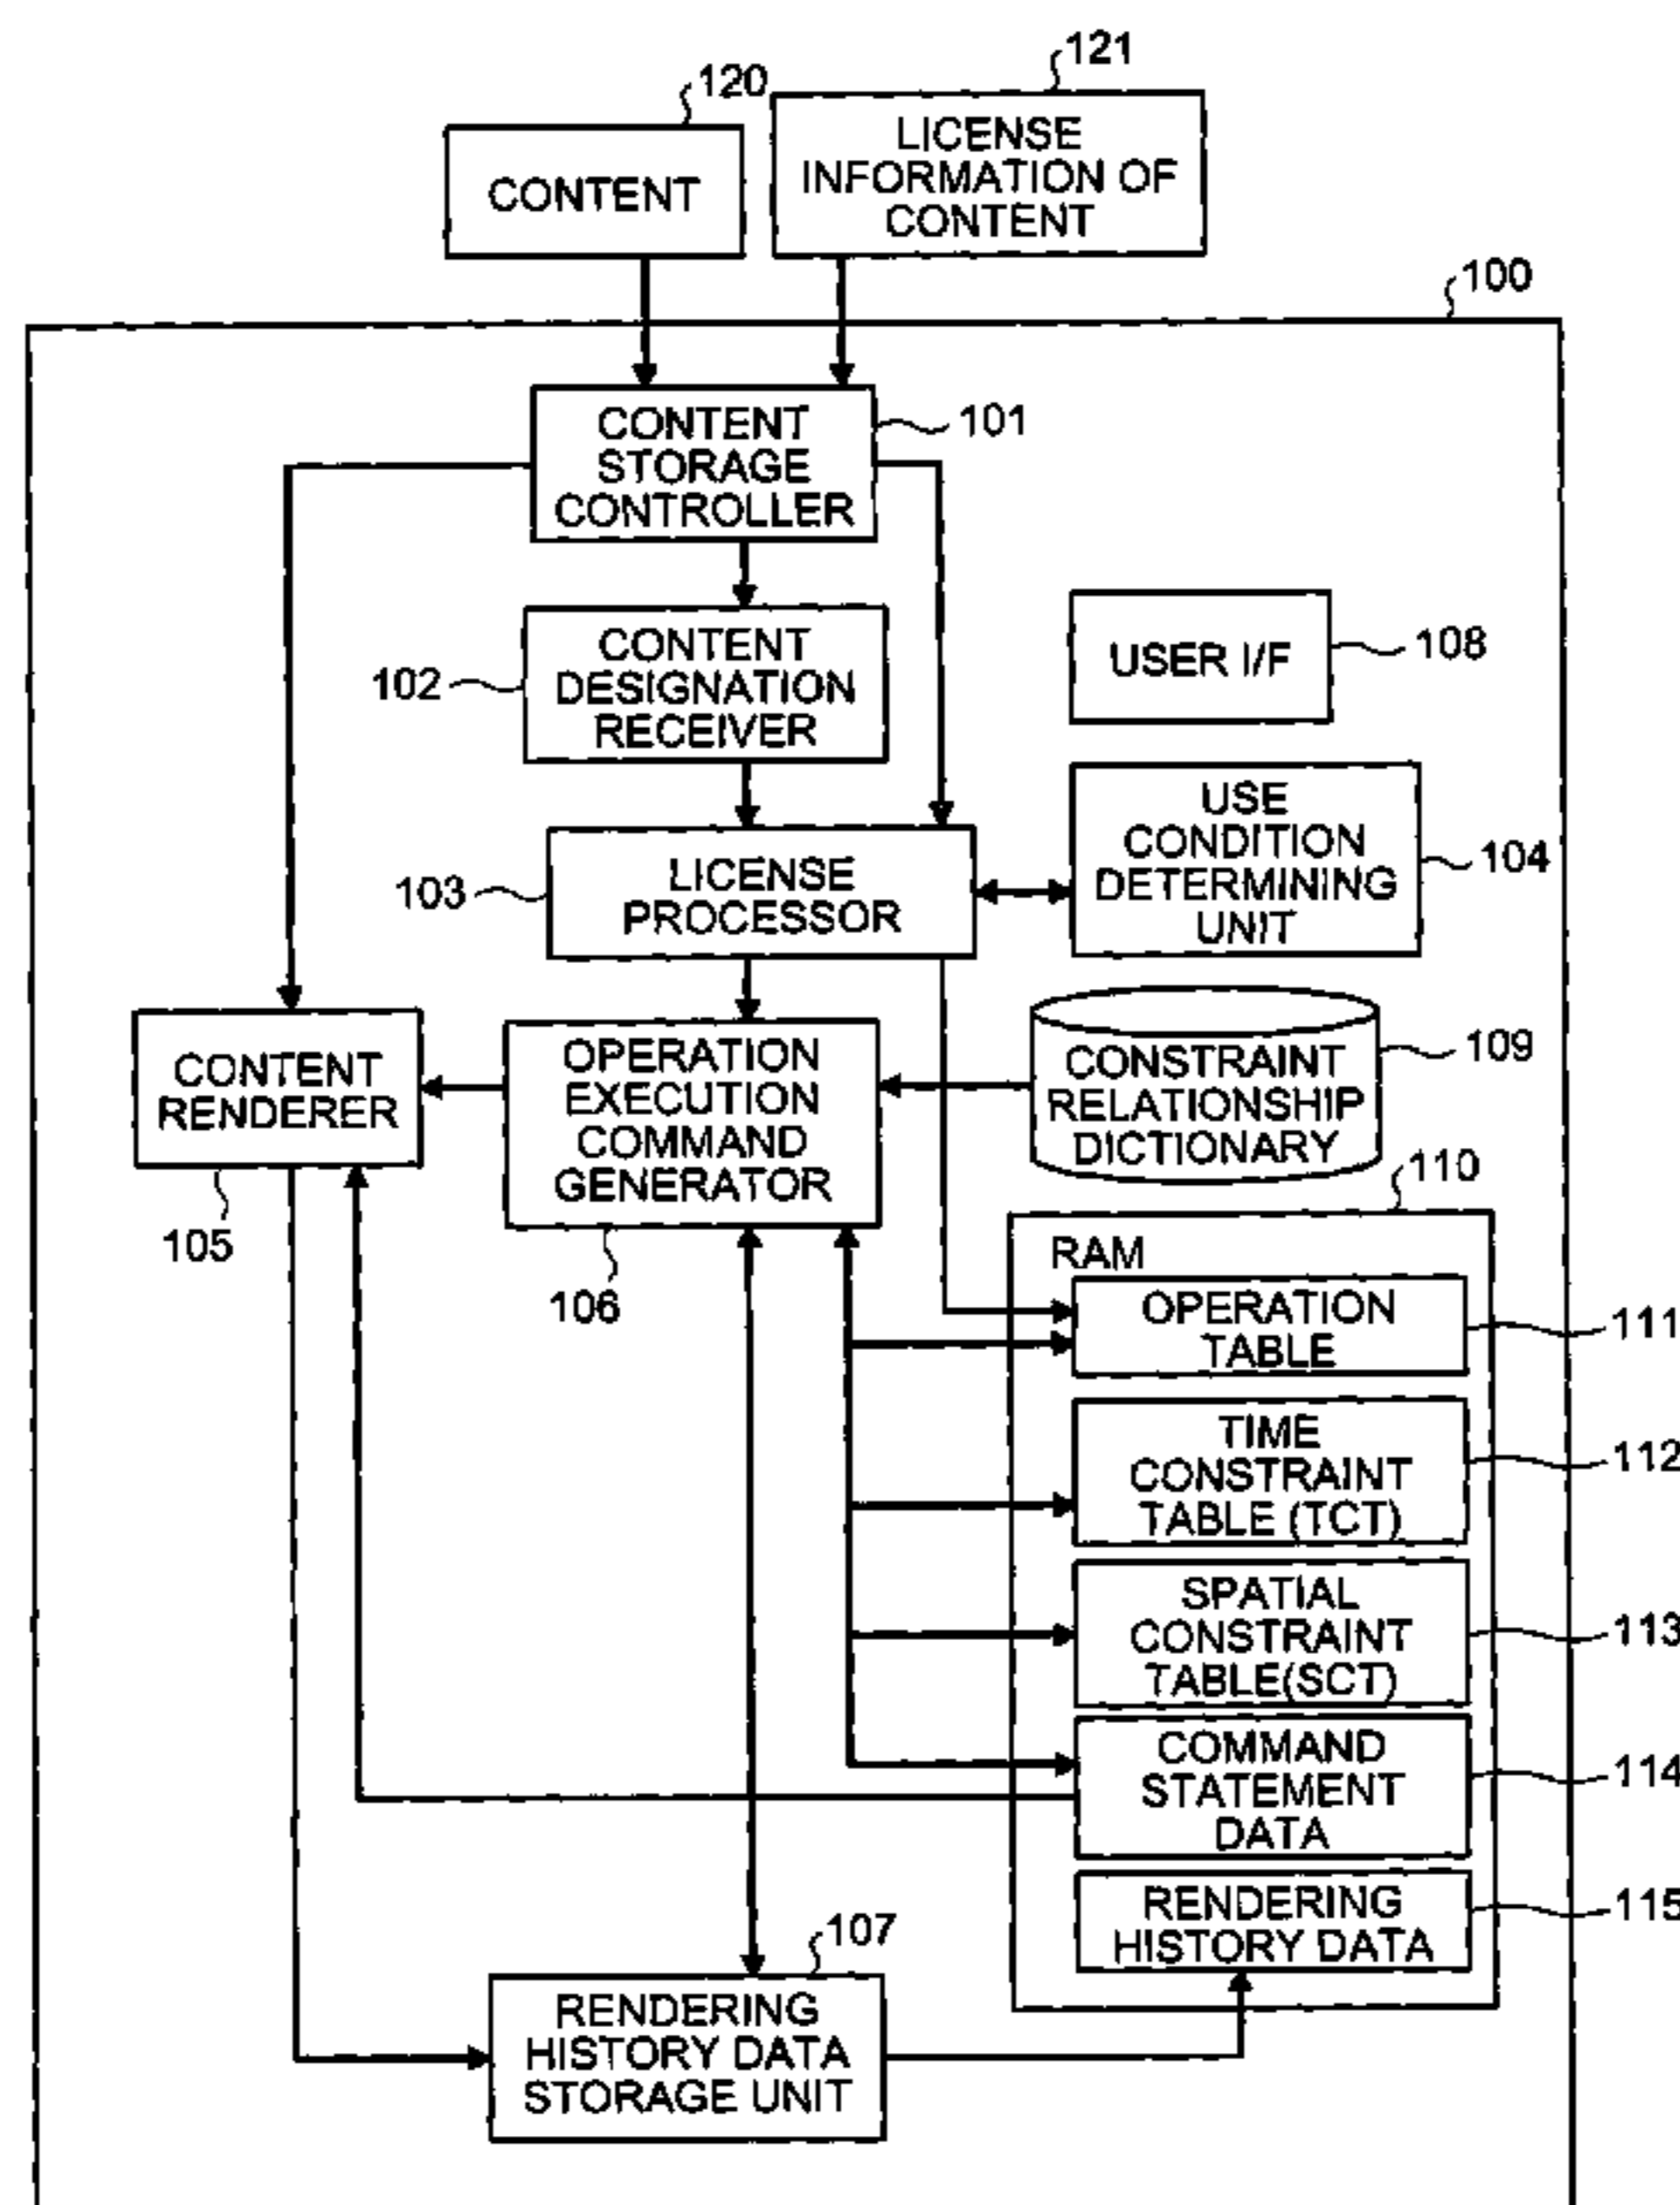 121
120
LICENSE
INFORMATION OF
CONTENT
CONTENT
100
CONTENT
STORAGE
CONTROLLER
101
CONTENT
DESIGNATION
RECEIVER
102
USER I/F
108
USE
CONDITION
DETERMINING
UNIT
104
LICENSE
PROCESSOR
103
CONTENT
RENDERER
105
OPERATION
EXECUTION
COMMAND
GENERATOR
106
CONSTRAINT
RELATIONSHIP
DICTIONARY
109
110
RAM
OPERATION
TABLE
111
TIME
CONSTRAINT
TABLE (TCT)
112
SPATIAL
CONSTRAINT
TABLE(SCT)
113
COMMAND
STATEMENT
DATA
114
RENDERING
HISTORY DATA
115
107
RENDERING
HISTORY DATA
STORAGE UNIT